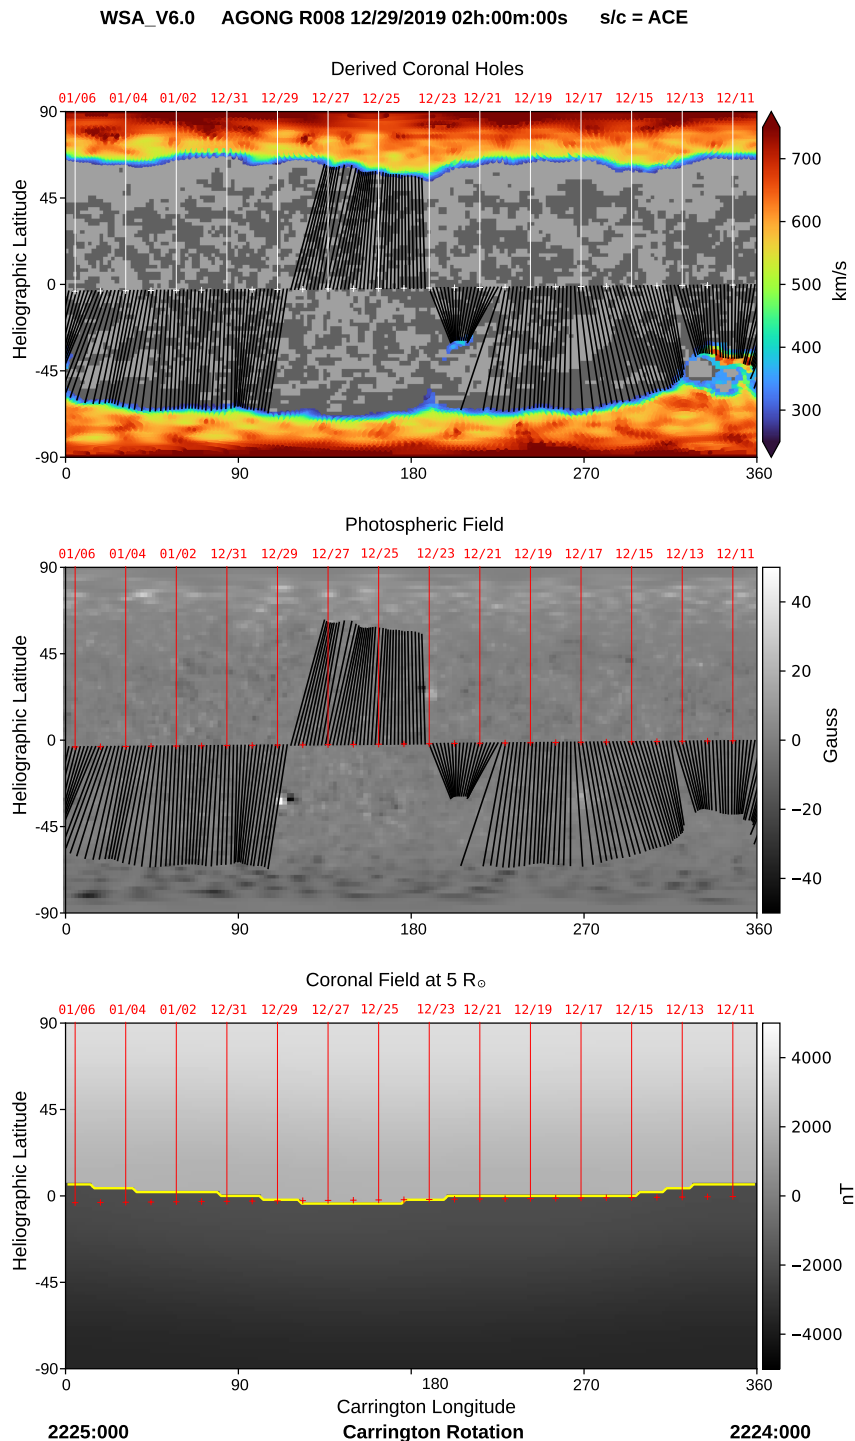 WSA_V6.0 AGONG R008 12/29/2019 02h:00m:00s s/c = ACE
Derived Coronal Holes
01/06 01/04 01/02 12/31 12/29 12/27 12/25 12/23 12/21 12/19 12/17 12/15 12/13 12/11
Heliographic Latitude
90
45
0
-45
-90
0 90 180 270 360
700
600
500
400
300
km/s
Photospheric Field
01/06 01/04 01/02 12/31 12/29 12/27 12/25 12/23 12/21 12/19 12/17 12/15 12/13 12/11
Heliographic Latitude
90
45
0
-45
-90
0 90 180 270 360
40
20
0
−20
−40
Gauss
Coronal Field at 5 R☉
01/06 01/04 01/02 12/31 12/29 12/27 12/25 12/23 12/21 12/19 12/17 12/15 12/13 12/11
Heliographic Latitude
90
45
0
-45
-90
0 90 180 270 360
4000
2000
0
−2000
−4000
nT
Carrington Longitude
2225:000 Carrington Rotation 2224:000